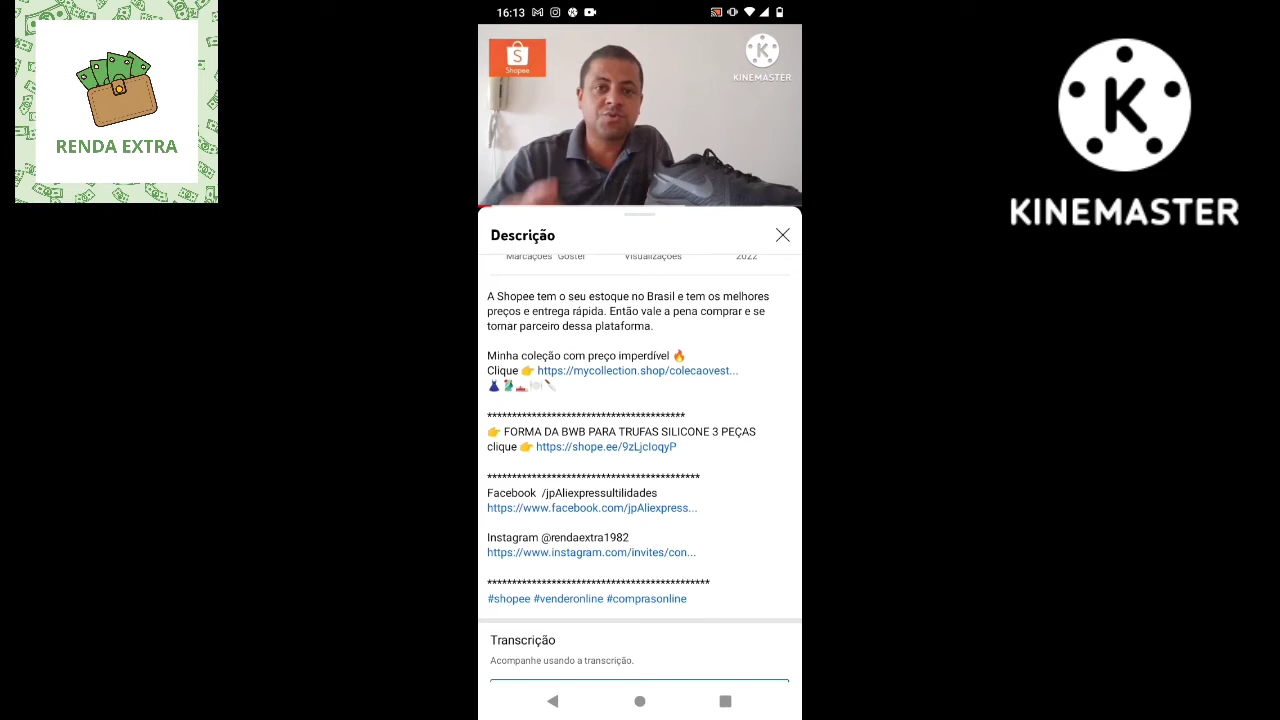 RENDA EXTRA
16:13
S
Shopee
K
KINEMASTER
K
KINEMASTER
Descrição
Marcações "Gostei"
Visualizações
2022
A Shopee tem o seu estoque no Brasil e tem os melhores
preços e entrega rápida. Então vale a pena comprar e se
tornar parceiro dessa plataforma.
Minha coleção com preço imperdível 🔥
Clique 👉 https://mycollection.shop/colecaovest...
****************************************
👉 FORMA DA BWB PARA TRUFAS SILICONE 3 PEÇAS
clique 👉 https://shope.ee/9zLjcIoqyP
*******************************************
Facebook /jpAliexpressultilidades
https://www.facebook.com/jpAliexpress...
Instagram @rendaextra1982
https://www.instagram.com/invites/con...
*********************************************
#shopee #venderonline #comprasonline
Transcrição
Acompanhe usando a transcrição.